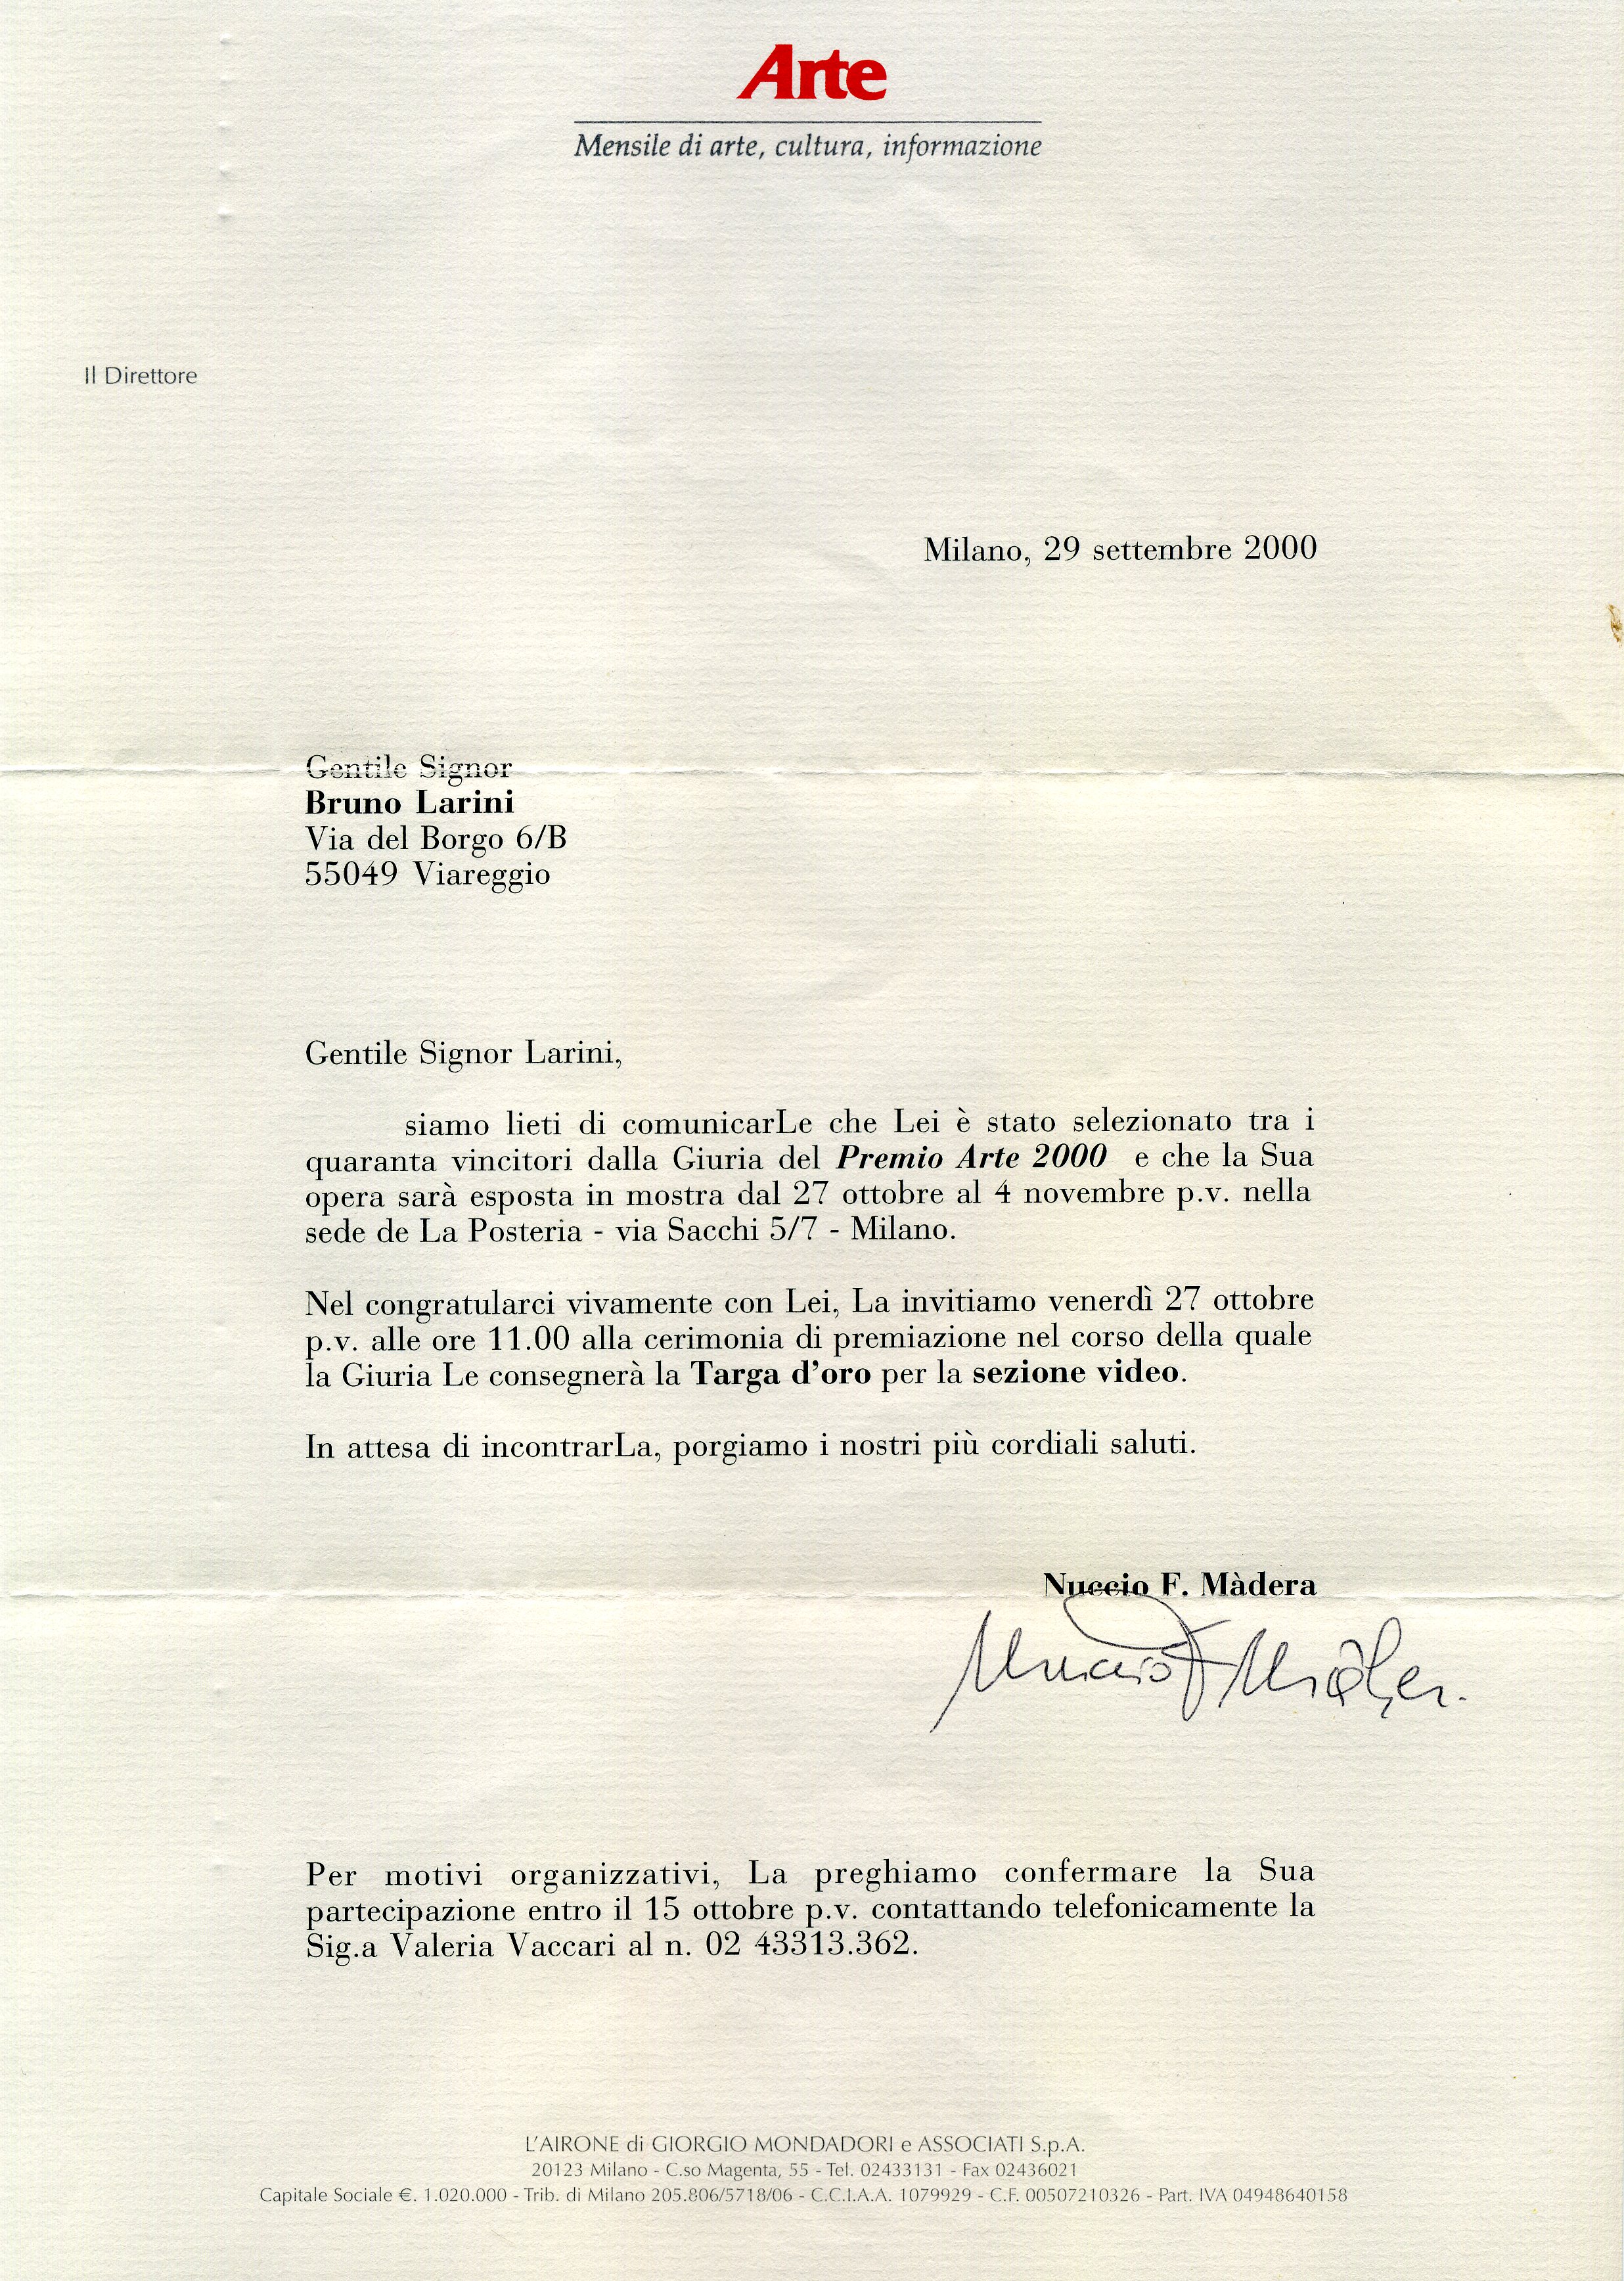 Arte
Mensile di arte, cultura, informazione
Il Direttore
Milano, 29 settembre 2000
Gentile Signor
Bruno Larini
Via del Borgo 6/B
55049 Viareggio
Gentile Signor Larini,
siamo lieti di comunicarLe che Lei è stato selezionato tra i
quaranta vincitori dalla Giuria del Premio Arte 2000 e che la Sua
opera sarà esposta in mostra dal 27 ottobre al 4 novembre p.v. nella
sede de La Posteria - via Sacchi 5/7 - Milano.
Nel congratularci vivamente con Lei, La invitiamo venerdì 27 ottobre
p.v. alle ore 11.00 alla cerimonia di premiazione nel corso della quale
la Giuria Le consegnerà la Targa d'oro per la sezione video.
In attesa di incontrarLa, porgiamo i nostri più cordiali saluti.
Nuccio F. Màdera
Nuccio F Màder.
Per motivi organizzativi, La preghiamo confermare la Sua
partecipazione entro il 15 ottobre p.v. contattando telefonicamente la
Sig.a Valeria Vaccari al n. 02 43313.362.
L'AIRONE di GIORGIO MONDADORI e ASSOCIATI S.p.A.
20123 Milano - C.so Magenta, 55 - Tel. 02433131 - Fax 02436021
Capitale Sociale €. 1.020.000 - Trib. di Milano 205.806/5718/06 - C.C.I.A.A. 1079929 - C.F. 00507210326 - Part. IVA 04948640158